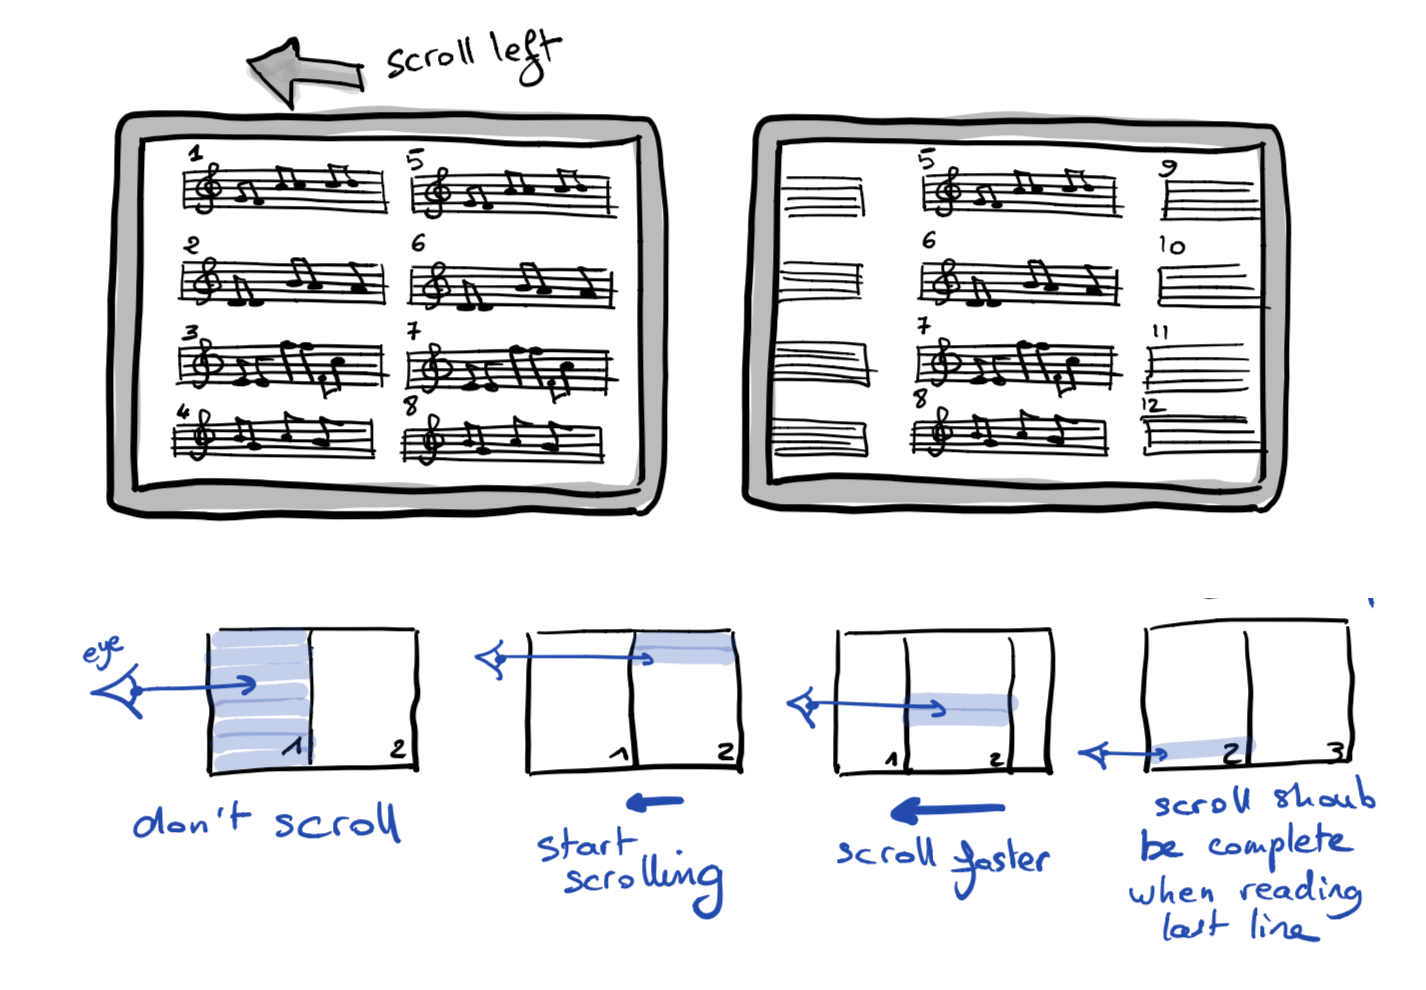 scroll left
1 5
2 6
3 7
4 8
5 9
6 10
7 11
8 12
eye
1 2
1 2
1 2
2 3
don't scroll
start
scrolling
scroll faster
scroll shoub
be complete
when reading
last line